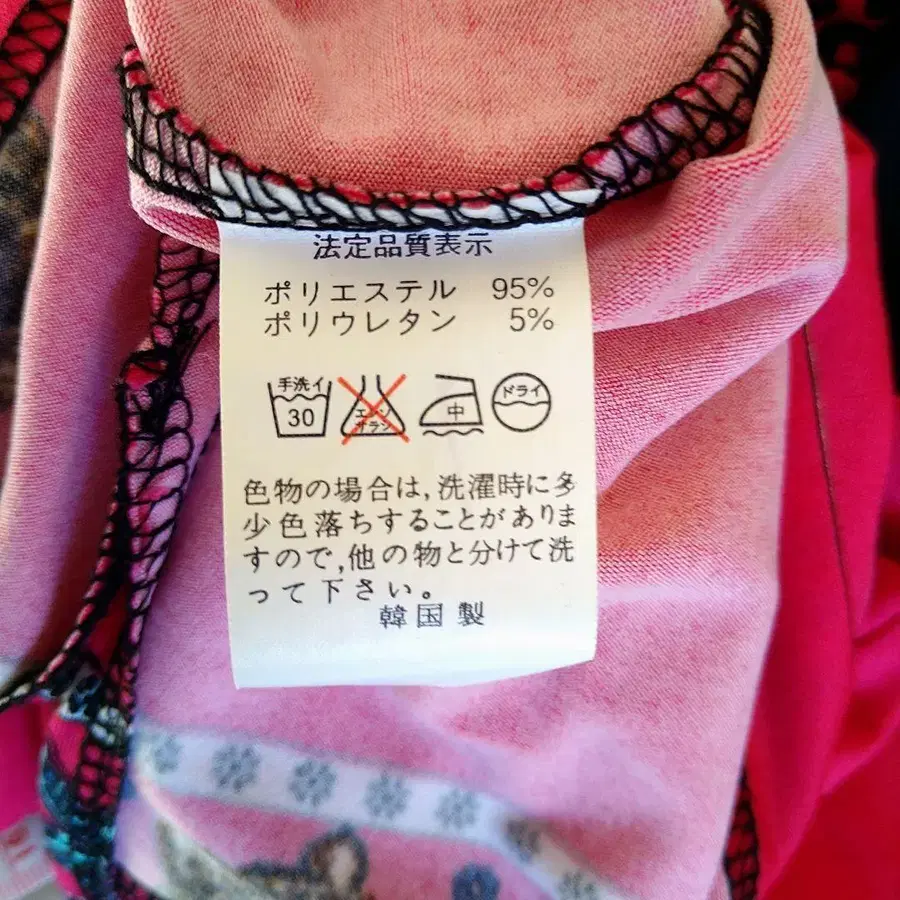 法定品質表示
ポリエステル 95%
ポリウレタン 5%
手洗イ
30
エンソ
サラシ
中
ドライ
色物の場合は,洗濯時に多
少色落ちすることがありま
すので,他の物と分けて洗
って下さい。
韓国製